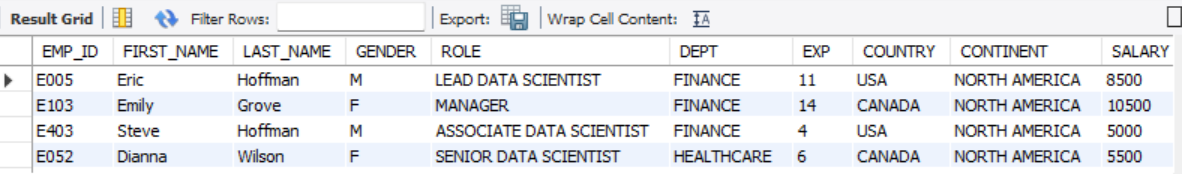 Result Grid Filter Rows: Export: Wrap Cell Content: IA
EMP_ID FIRST_NAME LAST_NAME GENDER ROLE DEPT EXP COUNTRY CONTINENT SALARY
E005 Eric Hoffman M LEAD DATA SCIENTIST FINANCE 11 USA NORTH AMERICA 8500
E103 Emily Grove F MANAGER FINANCE 14 CANADA NORTH AMERICA 10500
E403 Steve Hoffman M ASSOCIATE DATA SCIENTIST FINANCE 4 USA NORTH AMERICA 5000
E052 Dianna Wilson F SENIOR DATA SCIENTIST HEALTHCARE 6 CANADA NORTH AMERICA 5500